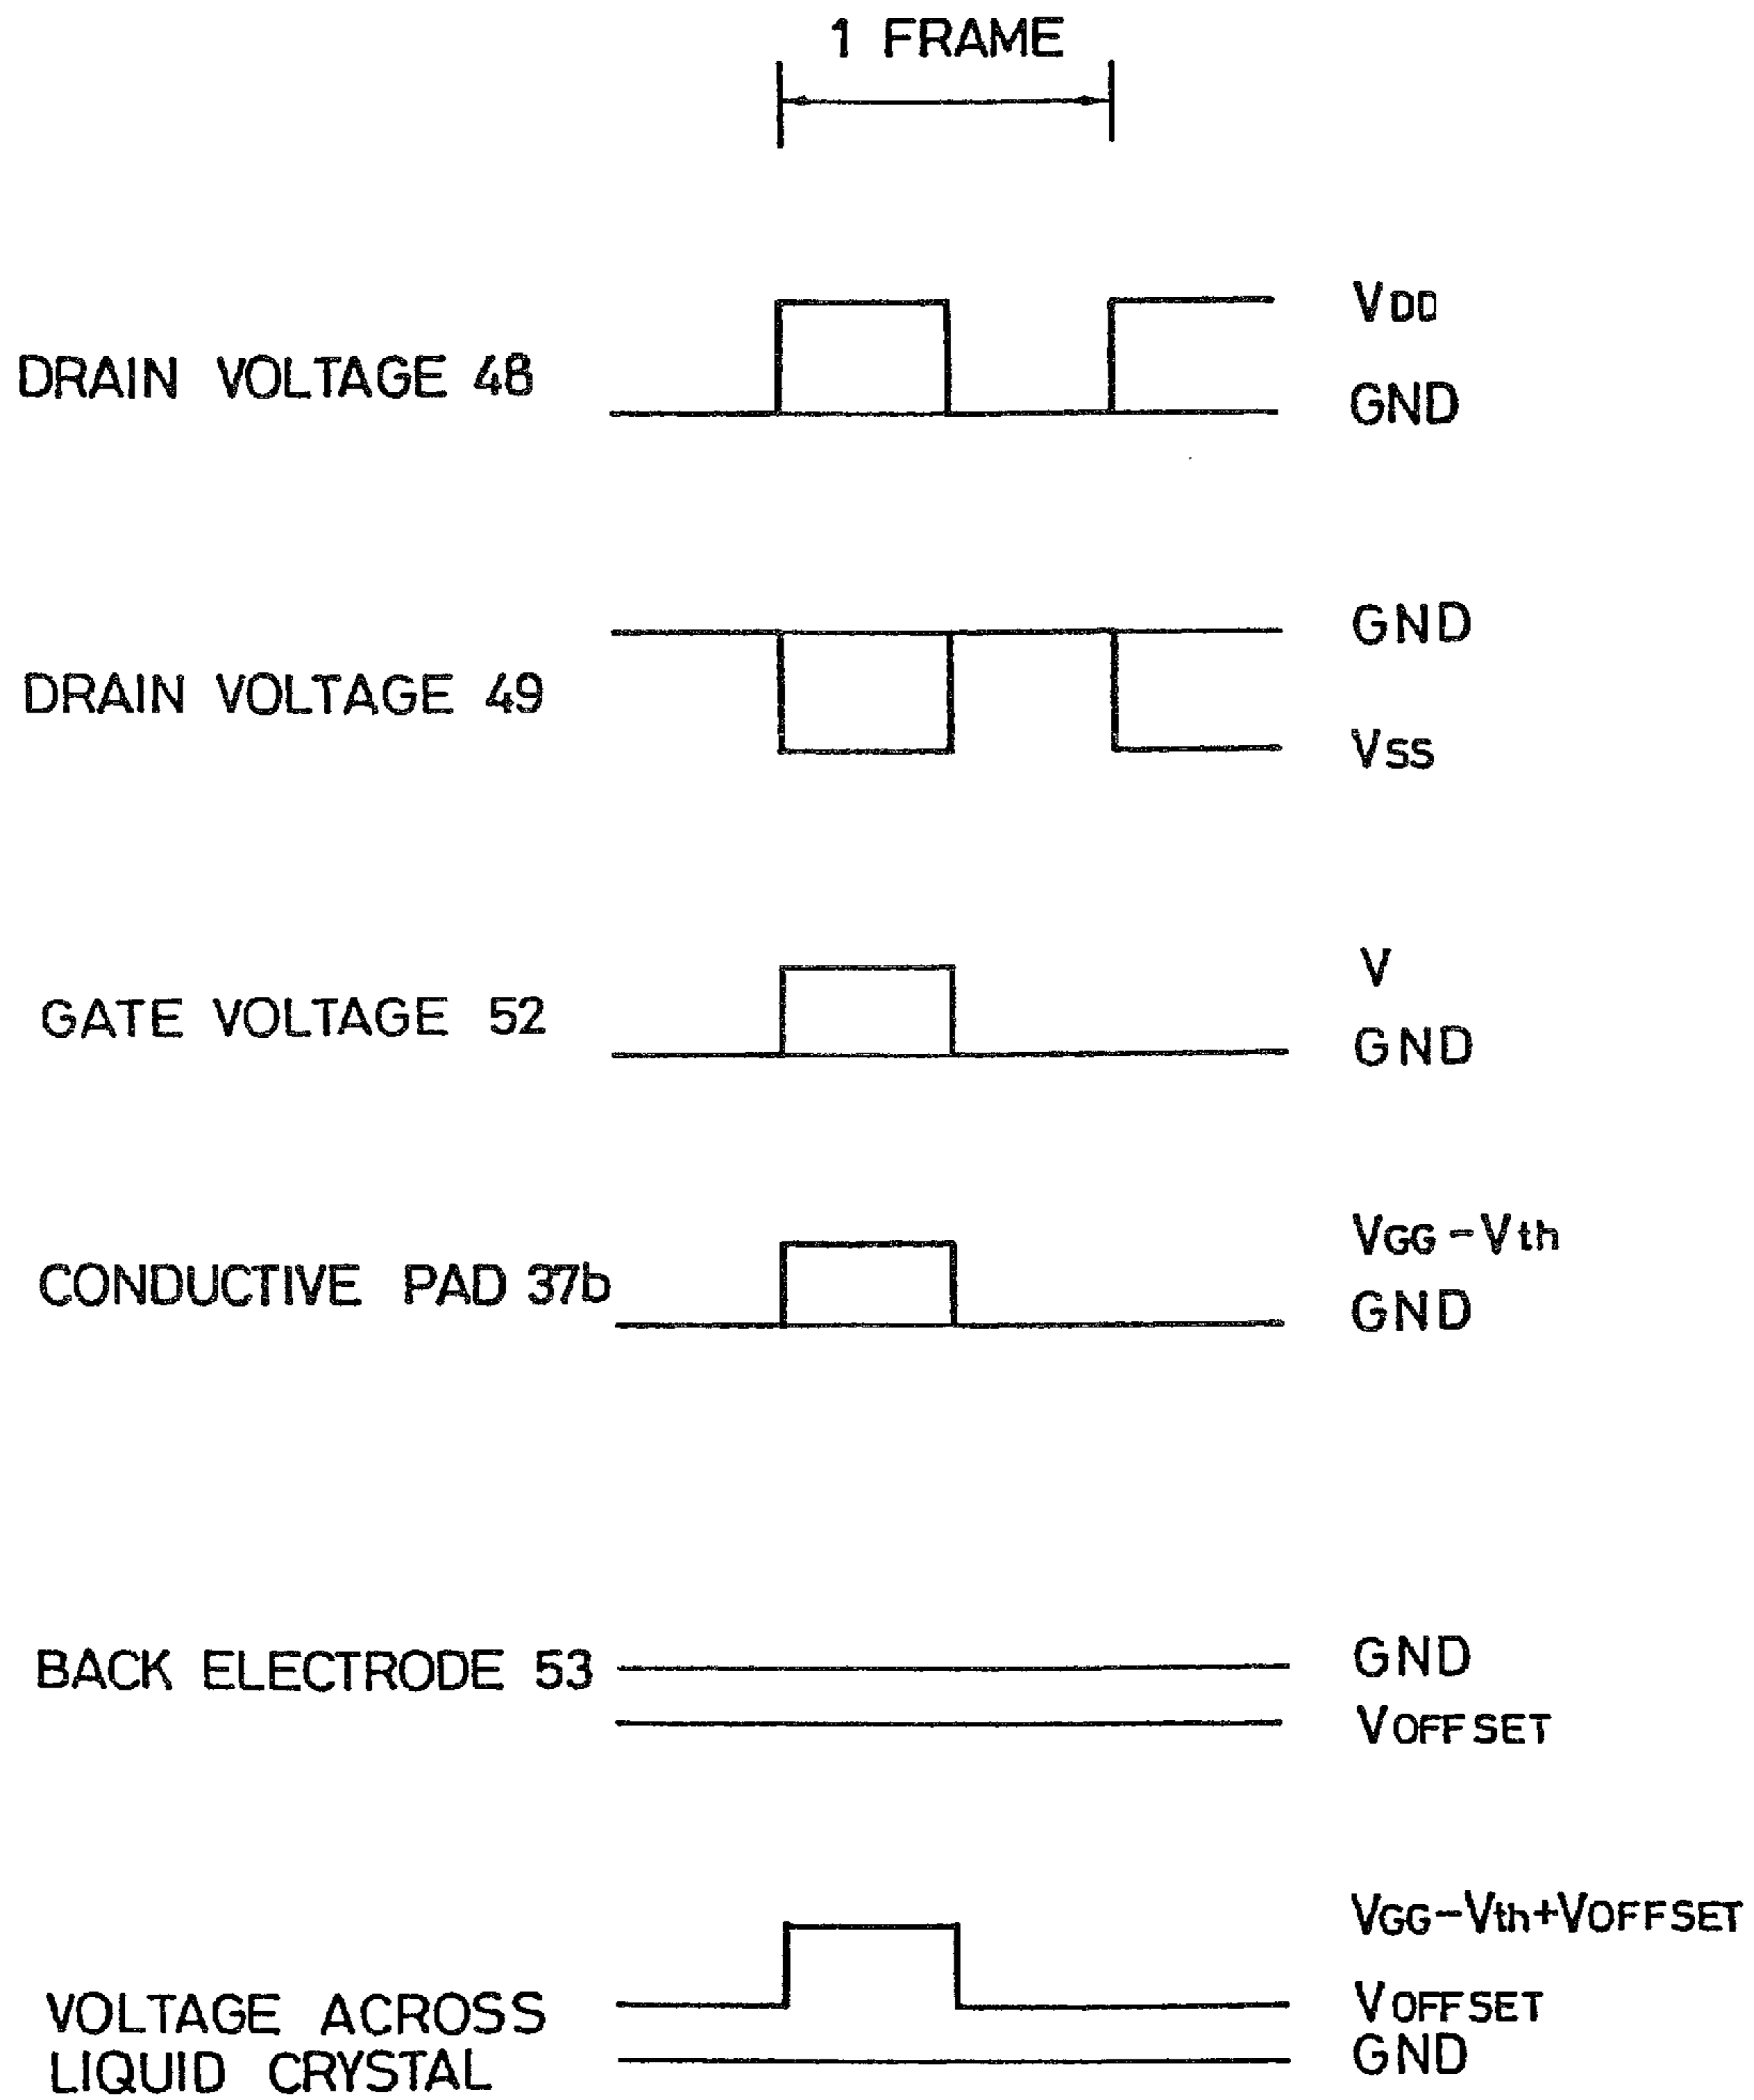 1 FRAME
DRAIN VOLTAGE 48
VDD
GND
DRAIN VOLTAGE 49
GND
VSS
GATE VOLTAGE 52
V
GND
CONDUCTIVE PAD 37b
VGG-Vth
GND
BACK ELECTRODE 53
GND
VOFFSET
VOLTAGE ACROSS
LIQUID CRYSTAL
VGG-Vth+VOFFSET
VOFFSET
GND